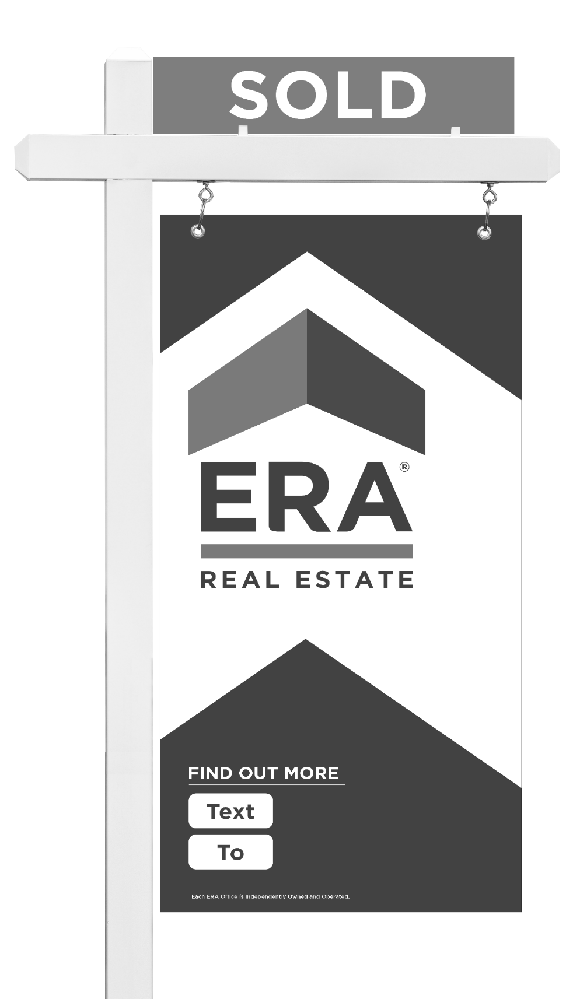 SOLD
ERA®
REAL ESTATE
FIND OUT MORE
Text
To
Each ERA Office is Independently Owned and Operated.